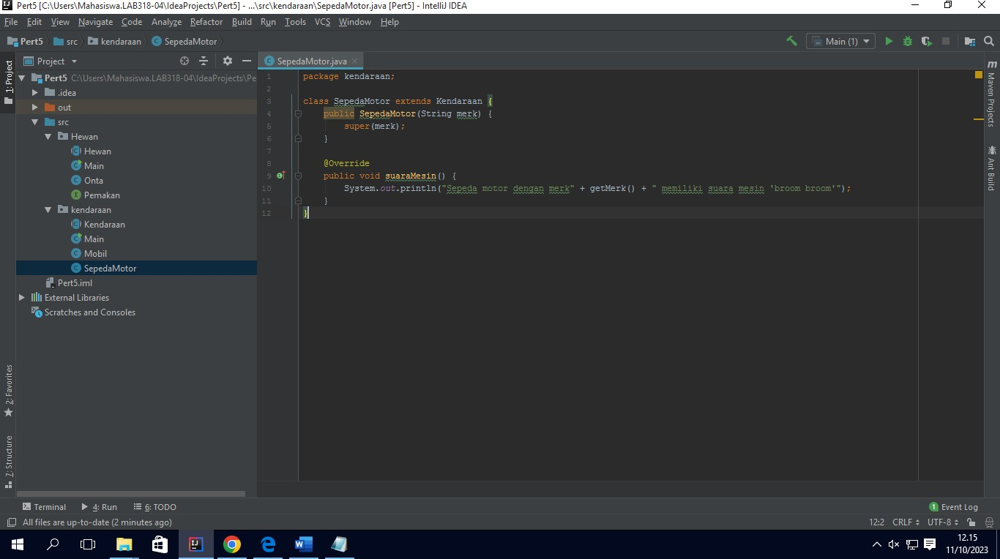 Pert5 [C:\Users\Mahasiswa.LAB318-04\IdeaProjects\Pert5] - ...\src\kendaraan\SepedaMotor.java [Pert5] - IntelliJ IDEA
File Edit View Navigate Code Analyze Refactor Build Run Tools VCS Window Help
Pert5 src kendaraan SepedaMotor Main (1)
1: Project
Project
SepedaMotor.java
Pert5 C:\Users\Mahasiswa.LAB318-04\IdeaProjects\Pe
.idea
out
src
Hewan
Hewan
Main
Onta
Pemakan
kendaraan
Kendaraan
Main
Mobil
SepedaMotor
Pert5.iml
External Libraries
Scratches and Consoles
1 package kendaraan;
2
3 class SepedaMotor extends Kendaraan {
4 public SepedaMotor(String merk) {
5 super(merk);
6 }
7
8 @Override
9 public void suaraMesin() {
10 System.out.println("Sepeda motor dengan merk" + getMerk() + " memiliki suara mesin 'broom broom'");
11 }
12 }
m Maven Projects
Ant Build
2: Favorites
7: Structure
Terminal 4: Run 6: TODO 1 Event Log
All files are up-to-date (2 minutes ago) 12:2 CRLF UTF-8
12.15
11/10/2023